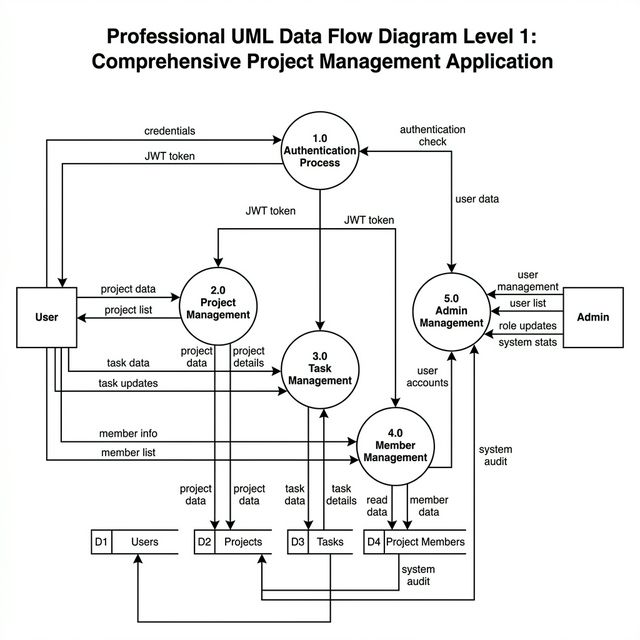 Professional UML Data Flow Diagram Level 1:
Comprehensive Project Management Application
credentials
JWT token
1.0
Authentication
Process
authentication
check
user data
JWT token
JWT token
User
project data
project list
2.0
Project
Management
5.0
Admin
Management
user
management
user list
role updates
system stats
Admin
project
data
project
details
3.0
Task
Management
task data
task updates
user
accounts
member info
member list
4.0
Member
Management
system
audit
project
data
project
data
task
data
task
details
read
data
member
data
D1
Users
D2
Projects
D3
Tasks
D4
Project Members
system
audit